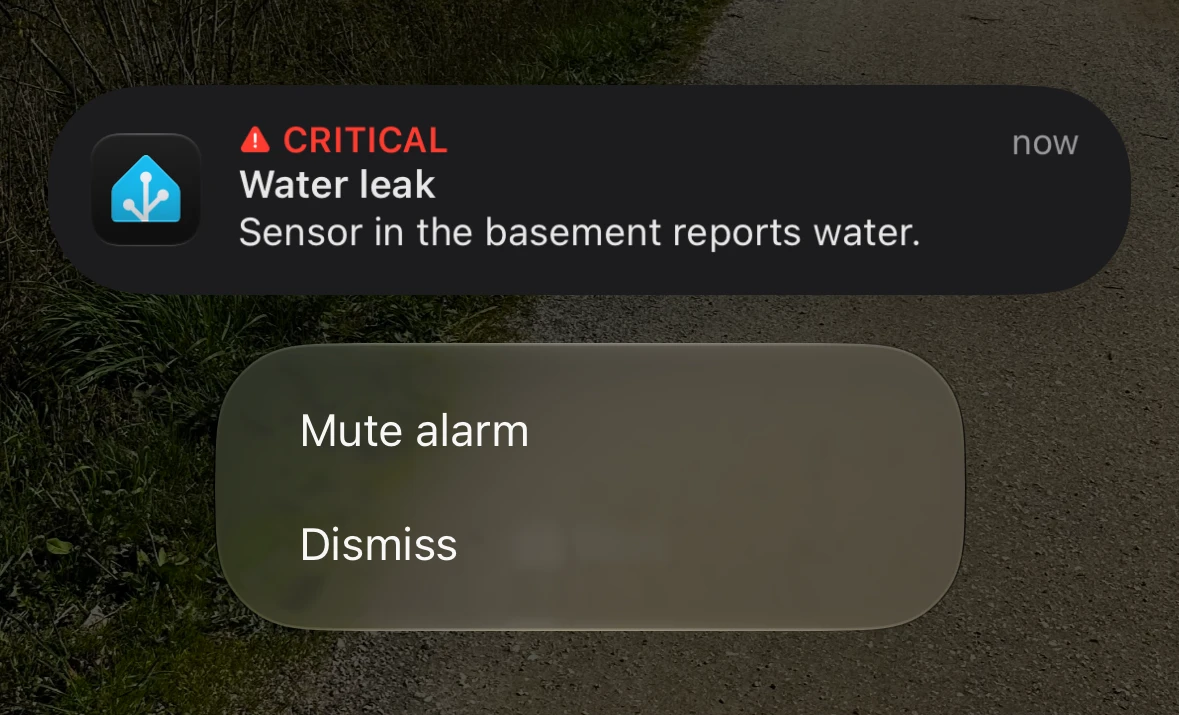 CRITICAL
now
Water leak
Sensor in the basement reports water.
Mute alarm
Dismiss